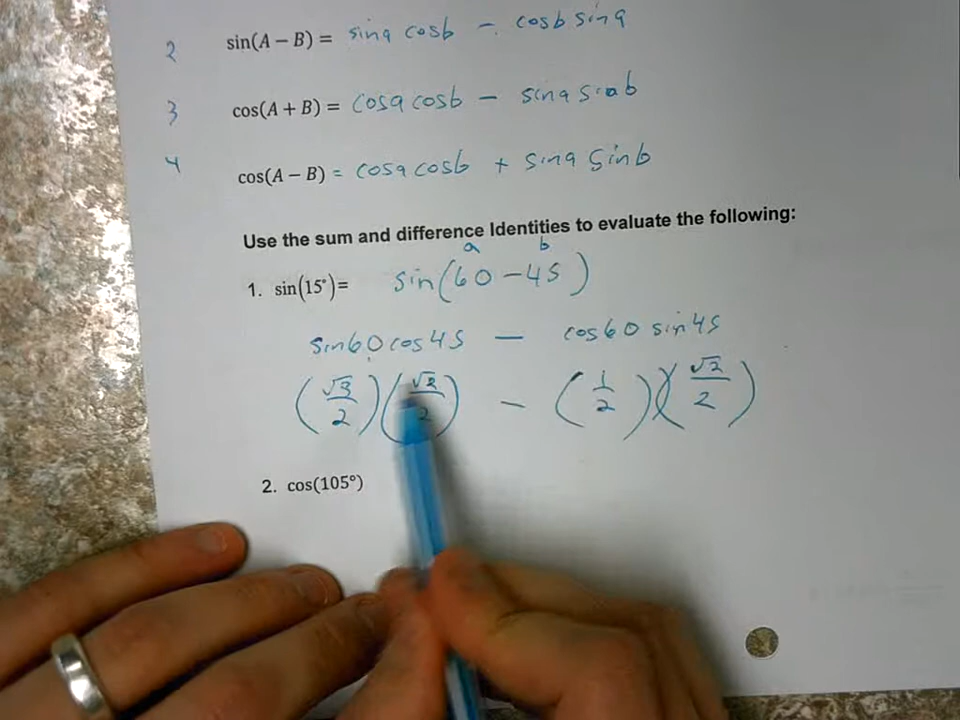 2 sin(A − B) = sina cosb − cosb sina
3 cos(A + B) = cosa cosb − sina sinb
4 cos(A − B) = cosa cosb + sina sinb
Use the sum and difference Identities to evaluate the following:
a b
1. sin(15°)= sin(60 − 45)
sin60 cos45 − cos60 sin45
(√3/2)(√2/2) − (1/2)(√2/2)
2. cos(105°)